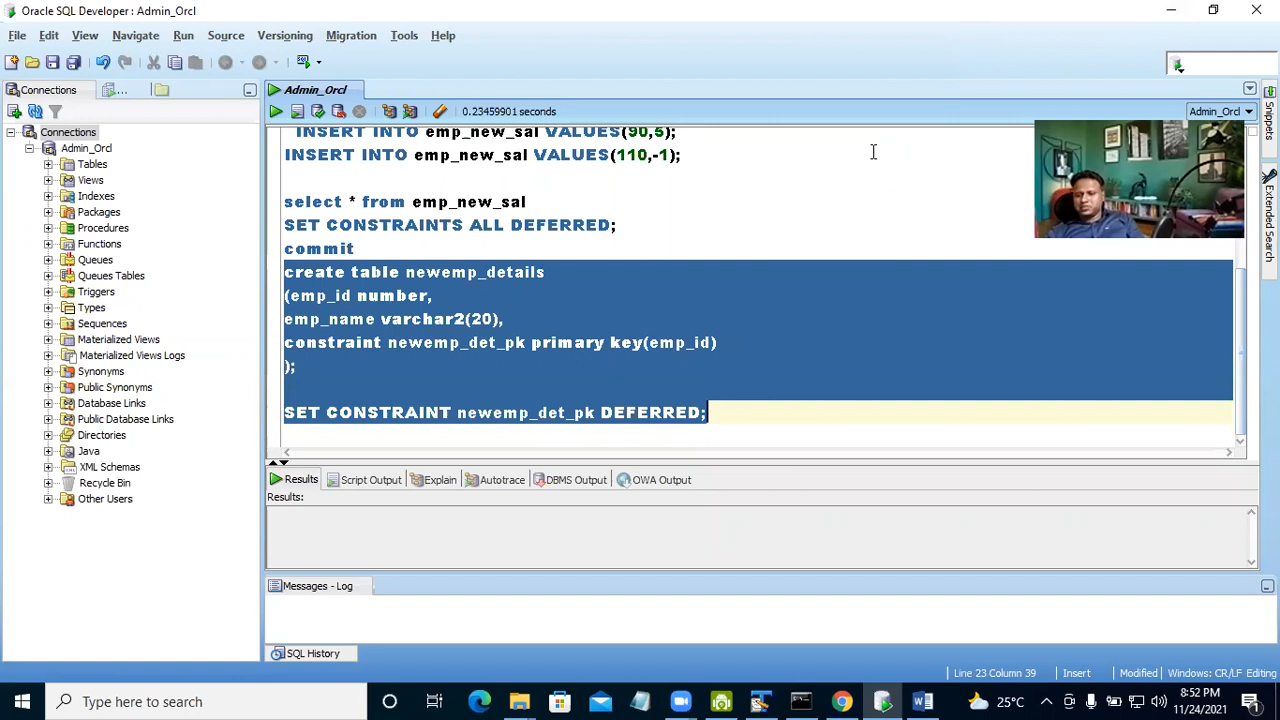 Oracle SQL Developer : Admin_Orcl
File Edit View Navigate Run Source Versioning Migration Tools Help
Connections
...
Admin_Orcl
0.23459901 seconds
Admin_Orcl
Snippets
Extended Search
Connections
Admin_Orcl
Tables
Views
Indexes
Packages
Procedures
Functions
Queues
Queues Tables
Triggers
Types
Sequences
Materialized Views
Materialized Views Logs
Synonyms
Public Synonyms
Database Links
Public Database Links
Directories
Java
XML Schemas
Recycle Bin
Other Users
INSERT INTO emp_new_sal VALUES(90,5);
INSERT INTO emp_new_sal VALUES(110,-1);
select * from emp_new_sal
SET CONSTRAINTS ALL DEFERRED;
commit
create table newemp_details
(emp_id number,
emp_name varchar2(20),
constraint newemp_det_pk primary key(emp_id)
);
SET CONSTRAINT newemp_det_pk DEFERRED;
Results Script Output Explain Autotrace DBMS Output OWA Output
Results:
Messages - Log
SQL History
Line 23 Column 39 Insert Modified Windows: CR/LF Editing
Type here to search
25°C
8:52 PM
11/24/2021
1